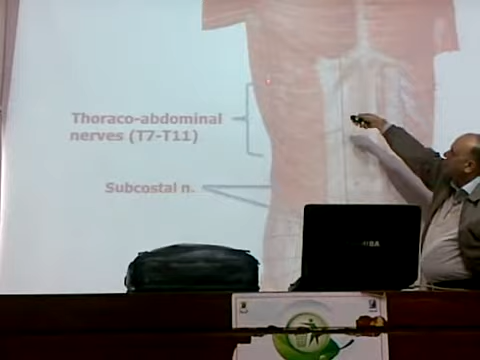 Thoraco-abdominal
nerves (T7-T11)
Subcostal n.